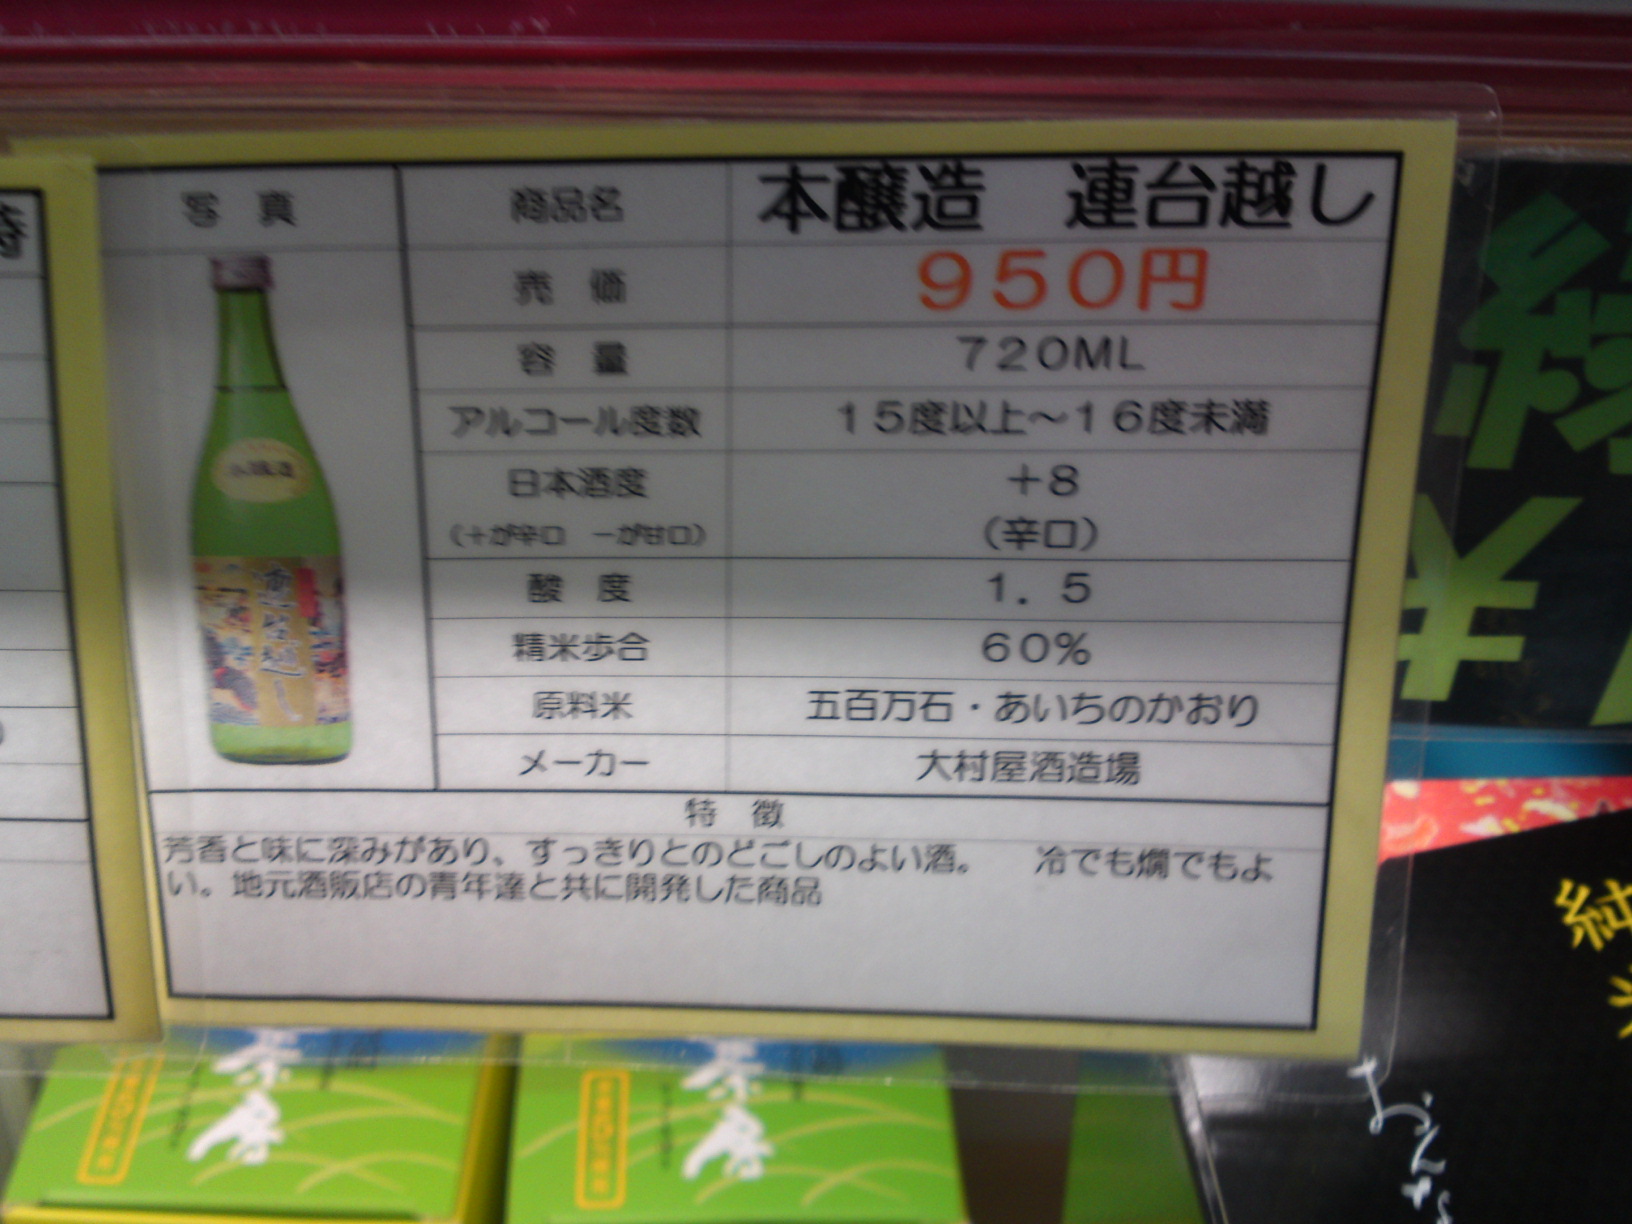 写 真
商品名 本醸造 連台越し
売 価 950円
容 量 720ML
アルコール度数 15度以上～16度未満
日本酒度 +8
（+が辛口 －が甘口） （辛口）
酸 度 1．5
精米歩合 60%
原料米 五百万石・あいちのかおり
メーカー 大村屋酒造場
特 徴
芳香と味に深みがあり、すっきりとのどごしのよい酒。 冷でも燗でもよ
い。地元酒販店の青年達と共に開発した商品
連台越し
¥1
純
米